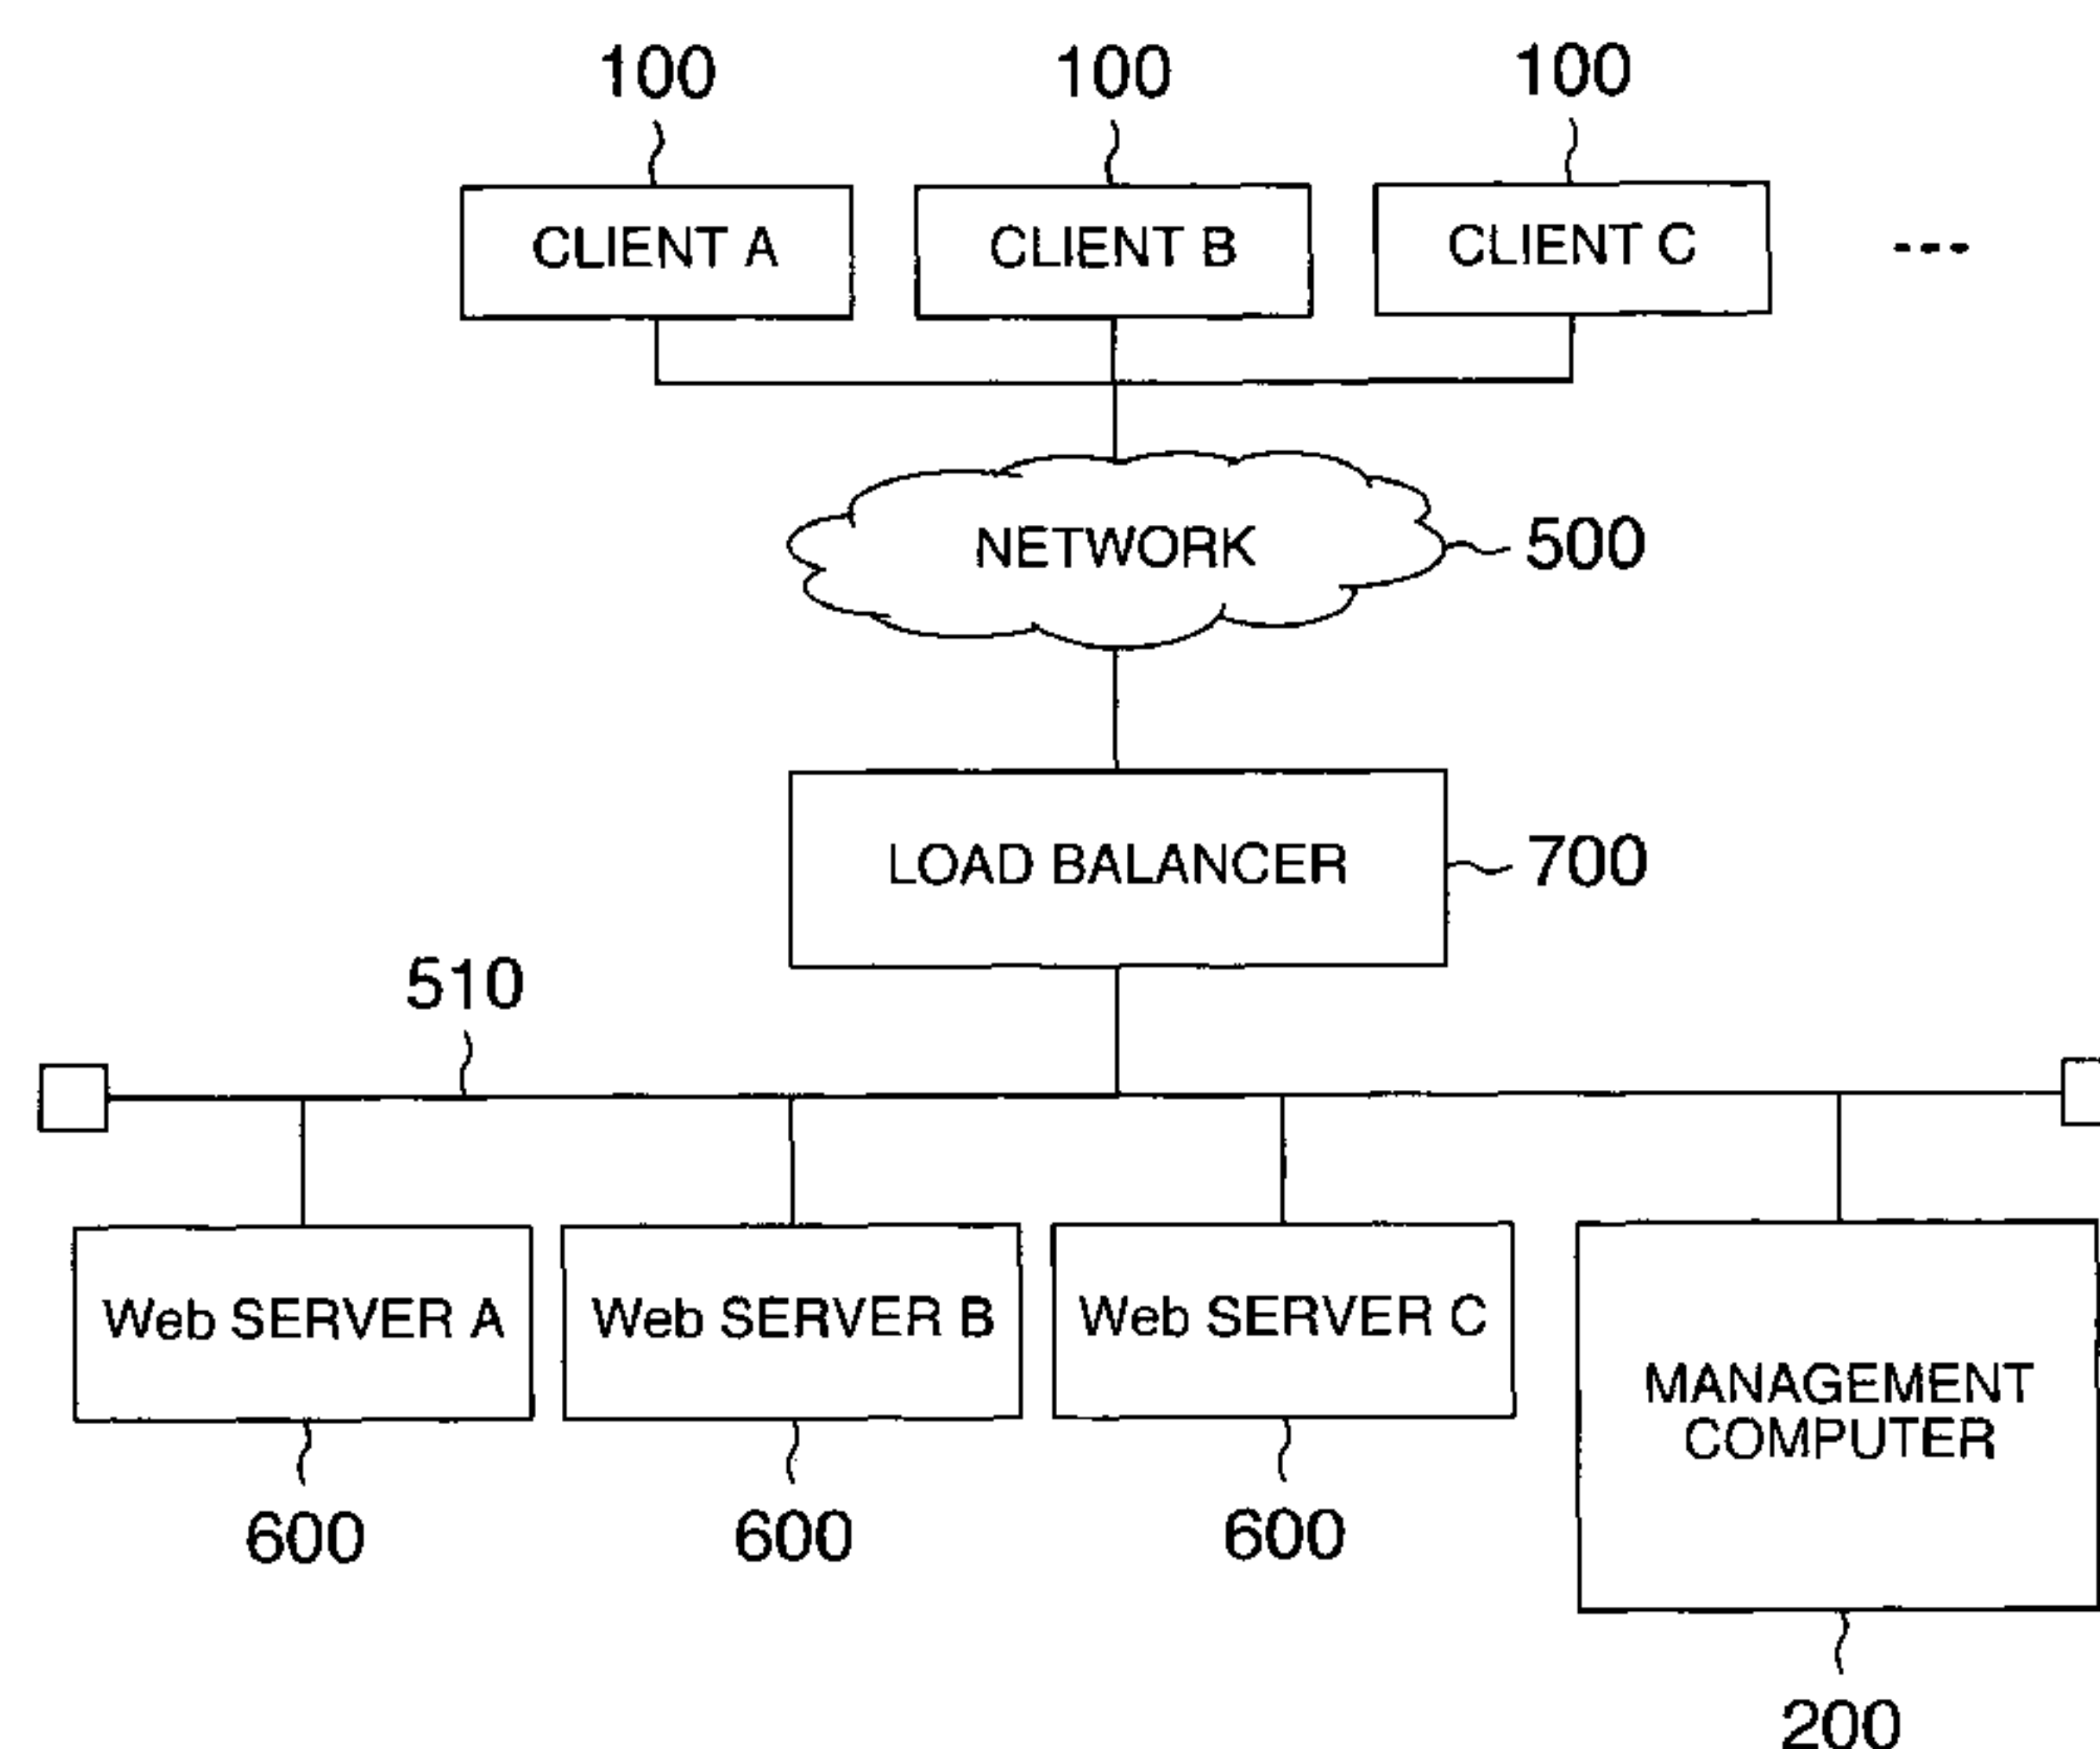 100 100 100
CLIENT A CLIENT B CLIENT C ---
NETWORK 500
LOAD BALANCER 700
510
Web SERVER A Web SERVER B Web SERVER C
MANAGEMENT
COMPUTER
600 600 600
200